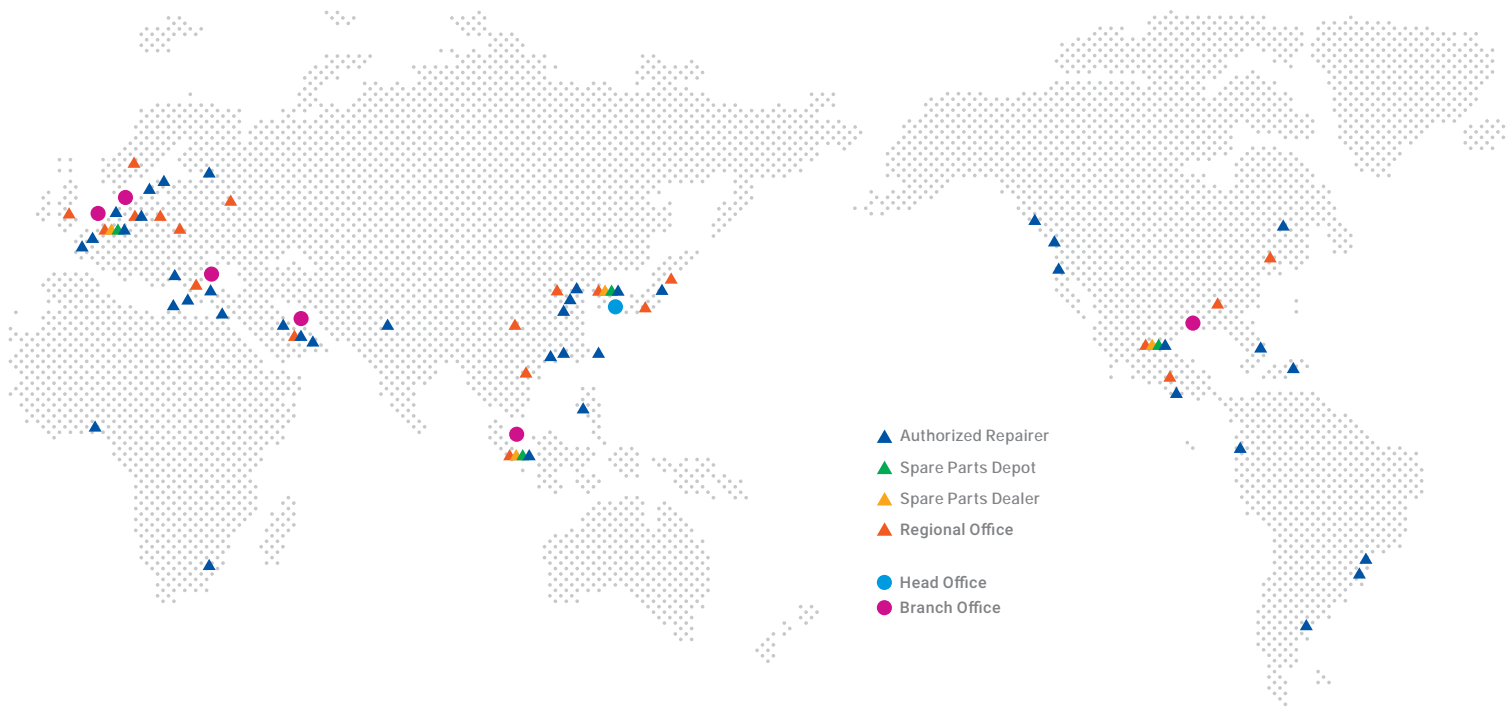 Authorized Repairer
Spare Parts Depot
Spare Parts Dealer
Regional Office
Head Office
Branch Office